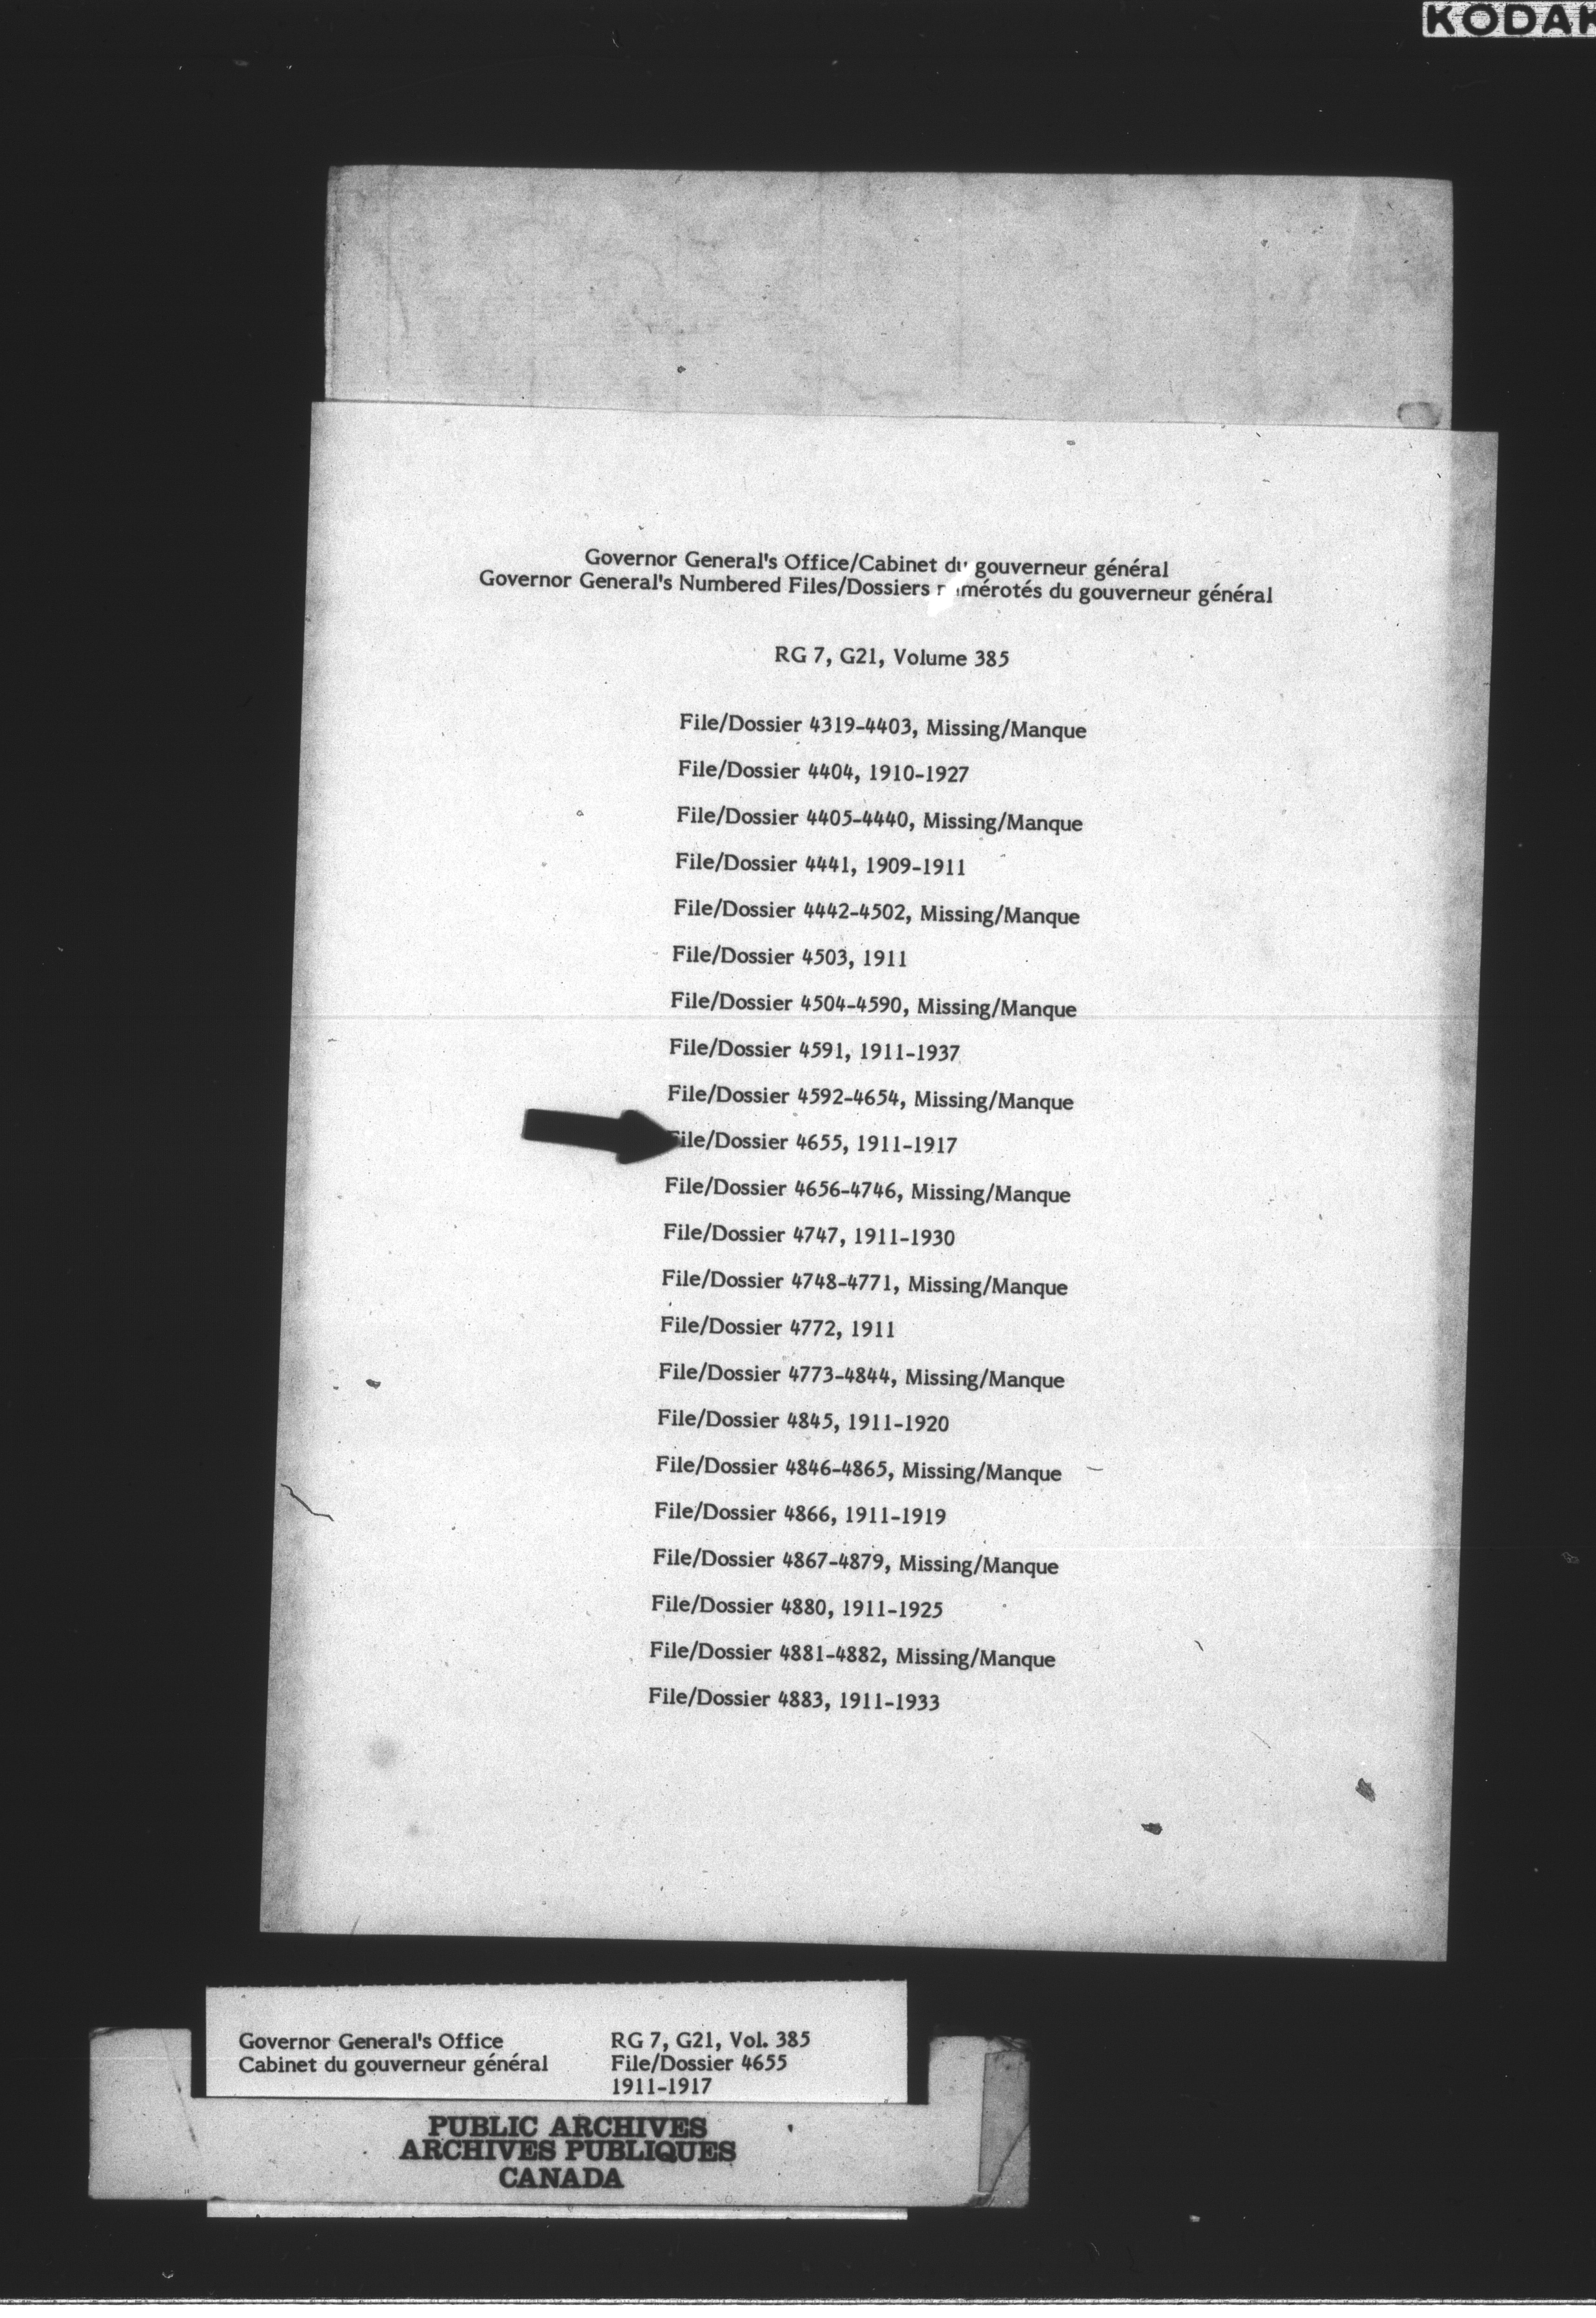 KODAK
Governor General's Office/Cabinet du gouverneur général
Governor General's Numbered Files/Dossiers numérotés du gouverneur général
RG 7, G21, Volume 385
File/Dossier 4319-4403, Missing/Manque
File/Dossier 4404, 1910-1927
File/Dossier 4405-4440, Missing/Manque
File/Dossier 4441, 1909-1911
File/Dossier 4442-4502, Missing/Manque
File/Dossier 4503, 1911
File/Dossier 4504-4590, Missing/Manque
File/Dossier 4591, 1911-1937
File/Dossier 4592-4654, Missing/Manque
File/Dossier 4655, 1911-1917
File/Dossier 4656-4746, Missing/Manque
File/Dossier 4747, 1911-1930
File/Dossier 4748-4771, Missing/Manque
File/Dossier 4772, 1911
File/Dossier 4773-4844, Missing/Manque
File/Dossier 4845, 1911-1920
File/Dossier 4846-4865, Missing/Manque
File/Dossier 4866, 1911-1919
File/Dossier 4867-4879, Missing/Manque
File/Dossier 4880, 1911-1925
File/Dossier 4881-4882, Missing/Manque
File/Dossier 4883, 1911-1933
Governor General's Office RG 7, G21, Vol. 385
Cabinet du gouverneur général File/Dossier 4655
1911-1917
PUBLIC ARCHIVES
ARCHIVES PUBLIQUES
CANADA